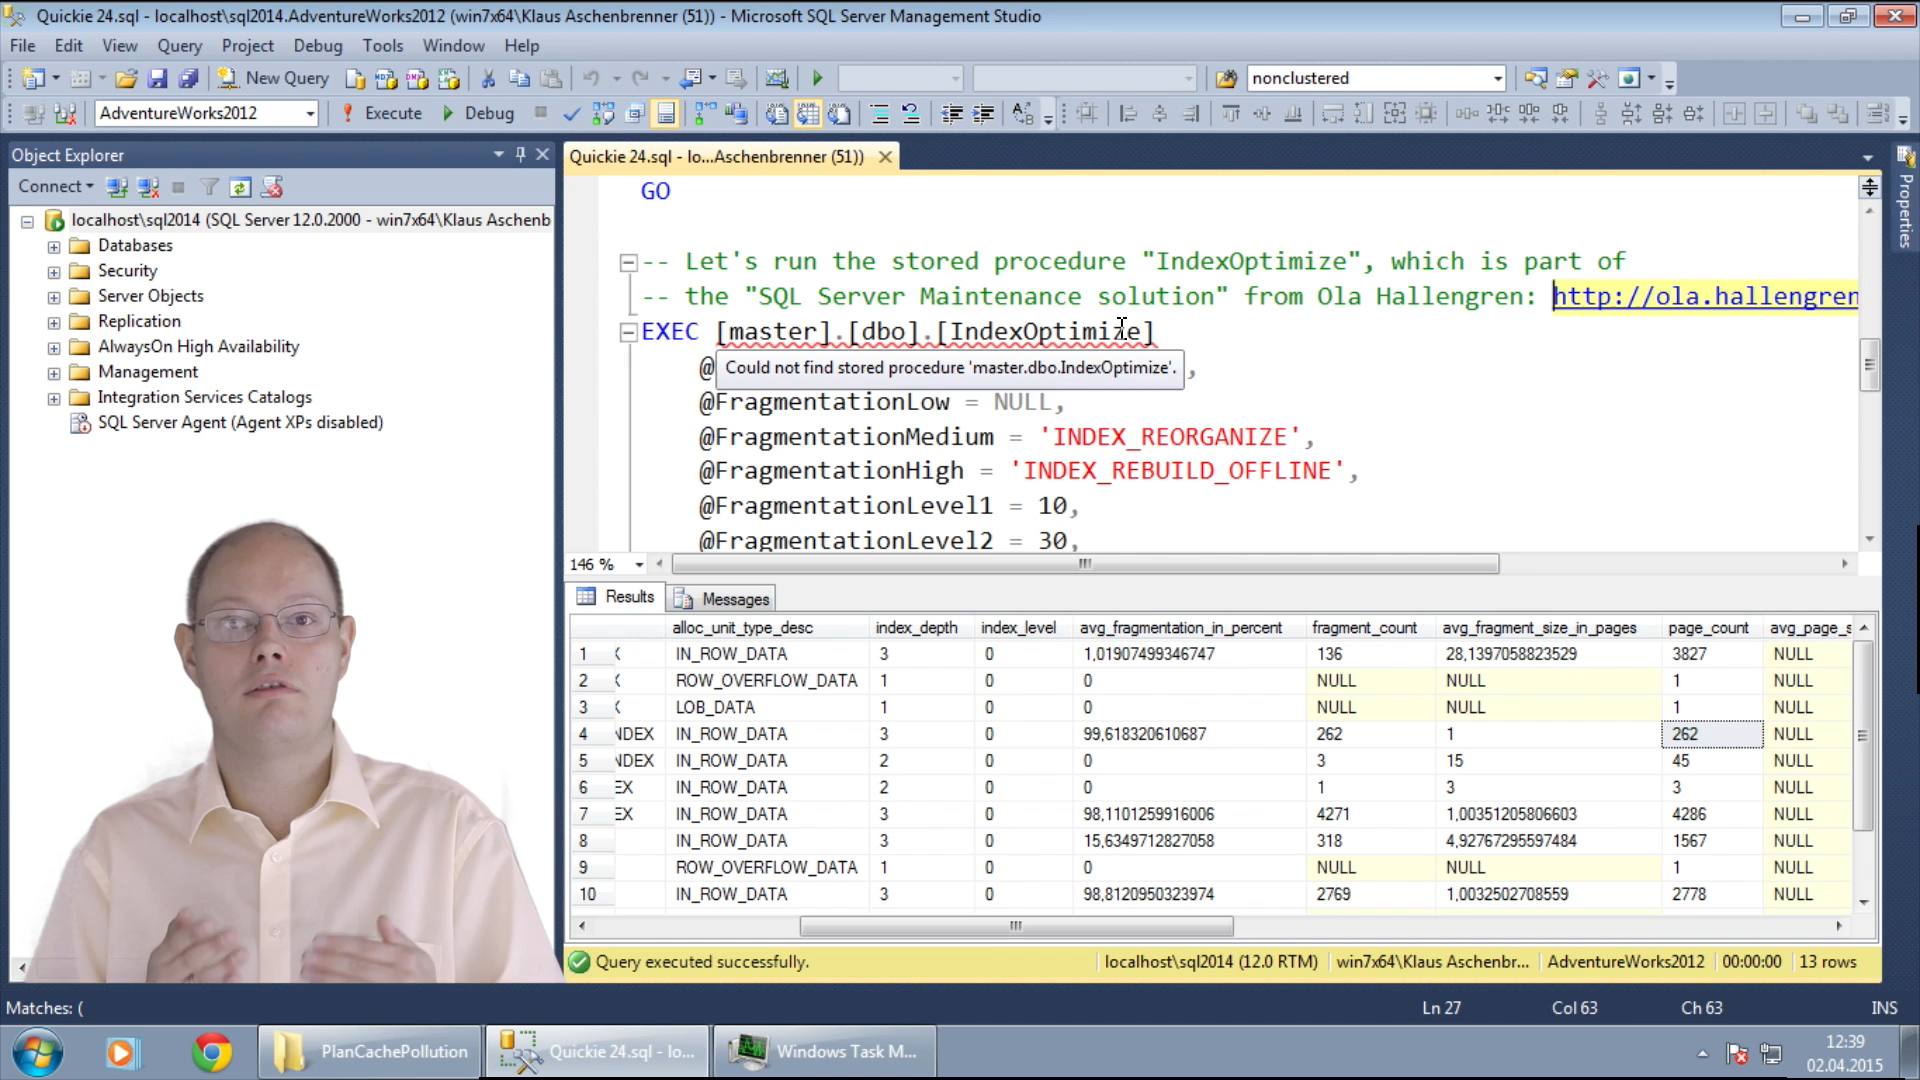 Quickie 24.sql - localhost\sql2014.AdventureWorks2012 (win7x64\Klaus Aschenbrenner (51)) - Microsoft SQL Server Management Studio
File Edit View Query Project Debug Tools Window Help
New Query nonclustered
AdventureWorks2012 Execute Debug
Object Explorer
Connect
localhost\sql2014 (SQL Server 12.0.2000 - win7x64\Klaus Aschenb
Databases
Security
Server Objects
Replication
AlwaysOn High Availability
Management
Integration Services Catalogs
SQL Server Agent (Agent XPs disabled)
Quickie 24.sql - lo...Aschenbrenner (51))
Properties
GO
-- Let's run the stored procedure "IndexOptimize", which is part of
-- the "SQL Server Maintenance solution" from Ola Hallengren: http://ola.hallengren
EXEC [master].[dbo].[IndexOptimize]
@ ,
Could not find stored procedure 'master.dbo.IndexOptimize'.
@FragmentationLow = NULL,
@FragmentationMedium = 'INDEX_REORGANIZE',
@FragmentationHigh = 'INDEX_REBUILD_OFFLINE',
@FragmentationLevel1 = 10,
@FragmentationLevel2 = 30,
146 %
Results Messages
alloc_unit_type_desc index_depth index_level avg_fragmentation_in_percent fragment_count avg_fragment_size_in_pages page_count avg_page_s
1 X IN_ROW_DATA 3 0 1,01907499346747 136 28,1397058823529 3827 NULL
2 X ROW_OVERFLOW_DATA 1 0 0 NULL NULL 1 NULL
3 X LOB_DATA 1 0 0 NULL NULL 1 NULL
4 NDEX IN_ROW_DATA 3 0 99,618320610687 262 1 262 NULL
5 NDEX IN_ROW_DATA 2 0 0 3 15 45 NULL
6 EX IN_ROW_DATA 2 0 0 1 3 3 NULL
7 EX IN_ROW_DATA 3 0 98,1101259916006 4271 1,00351205806603 4286 NULL
8 IN_ROW_DATA 3 0 15,6349712827058 318 4,92767295597484 1567 NULL
9 ROW_OVERFLOW_DATA 1 0 0 NULL NULL 1 NULL
10 IN_ROW_DATA 3 0 98,8120950323974 2769 1,0032502708559 2778 NULL
Query executed successfully. localhost\sql2014 (12.0 RTM) win7x64\Klaus Aschenbr... AdventureWorks2012 00:00:00 13 rows
Matches: ( Ln 27 Col 63 Ch 63 INS
PlanCachePollution Quickie 24.sql - lo... Windows Task M...
12:39
02.04.2015